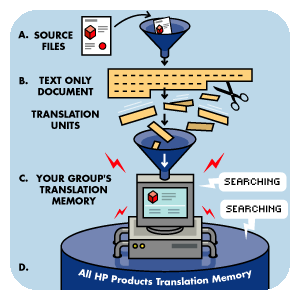 A. SOURCE
FILES
B. TEXT ONLY
DOCUMENT
TRANSLATION
UNITS
C. YOUR GROUP'S
TRANSLATION
MEMORY
SEARCHING
SEARCHING
D.
All HP Products Translation Memory